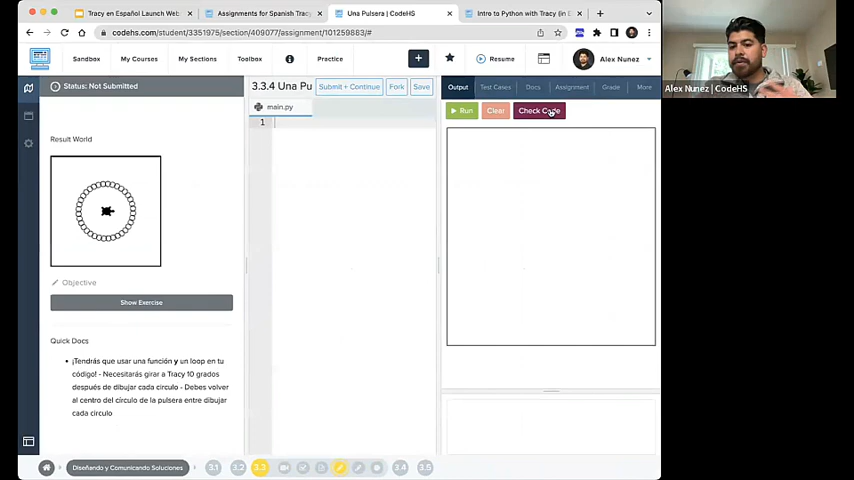 Tracy en Español Launch Web
Assignments for Spanish Tracy
Una Pulsera | CodeHS
Intro to Python with Tracy (in D
codehs.com/student/3351975/section/409077/assignment/101259883/#
Dashboard
My Courses
My Sections
Toolbox
Practice
Resume
Alex Nunez
Alex Nunez | CodeHS
Status: Not Submitted
3.3.4 Una Pu
Submit + Continue
Fork
Save
Output
Test Cases
Docs
Assignment
Grade
More
main.py
Run
Clear
Check Code
1
Result World
Objective
Show Exercise
Quick Docs
¡Tendrás que usar una función y un loop en tu
código! - Necesitarás girar a Tracy 10 grados
después de dibujar cada circulo - Debes volver
al centro del círculo de la pulsera entre dibujar
cada circulo
Diseñando y Comunicando Soluciones
3.1
3.2
3.3
3.4
3.5